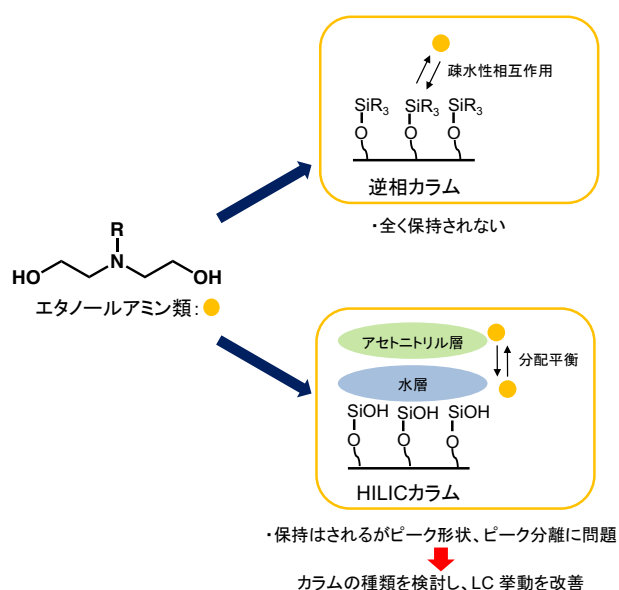 疎水性相互作用
SiR3 SiR3 SiR3
O O O
逆相カラム
・全く保持されない
R
N
HO OH
エタノールアミン類:
アセトニトリル層
分配平衡
水層
SiOH SiOH SiOH
O O O
HILICカラム
・保持はされるがピーク形状、ピーク分離に問題
カラムの種類を検討し、LC 挙動を改善